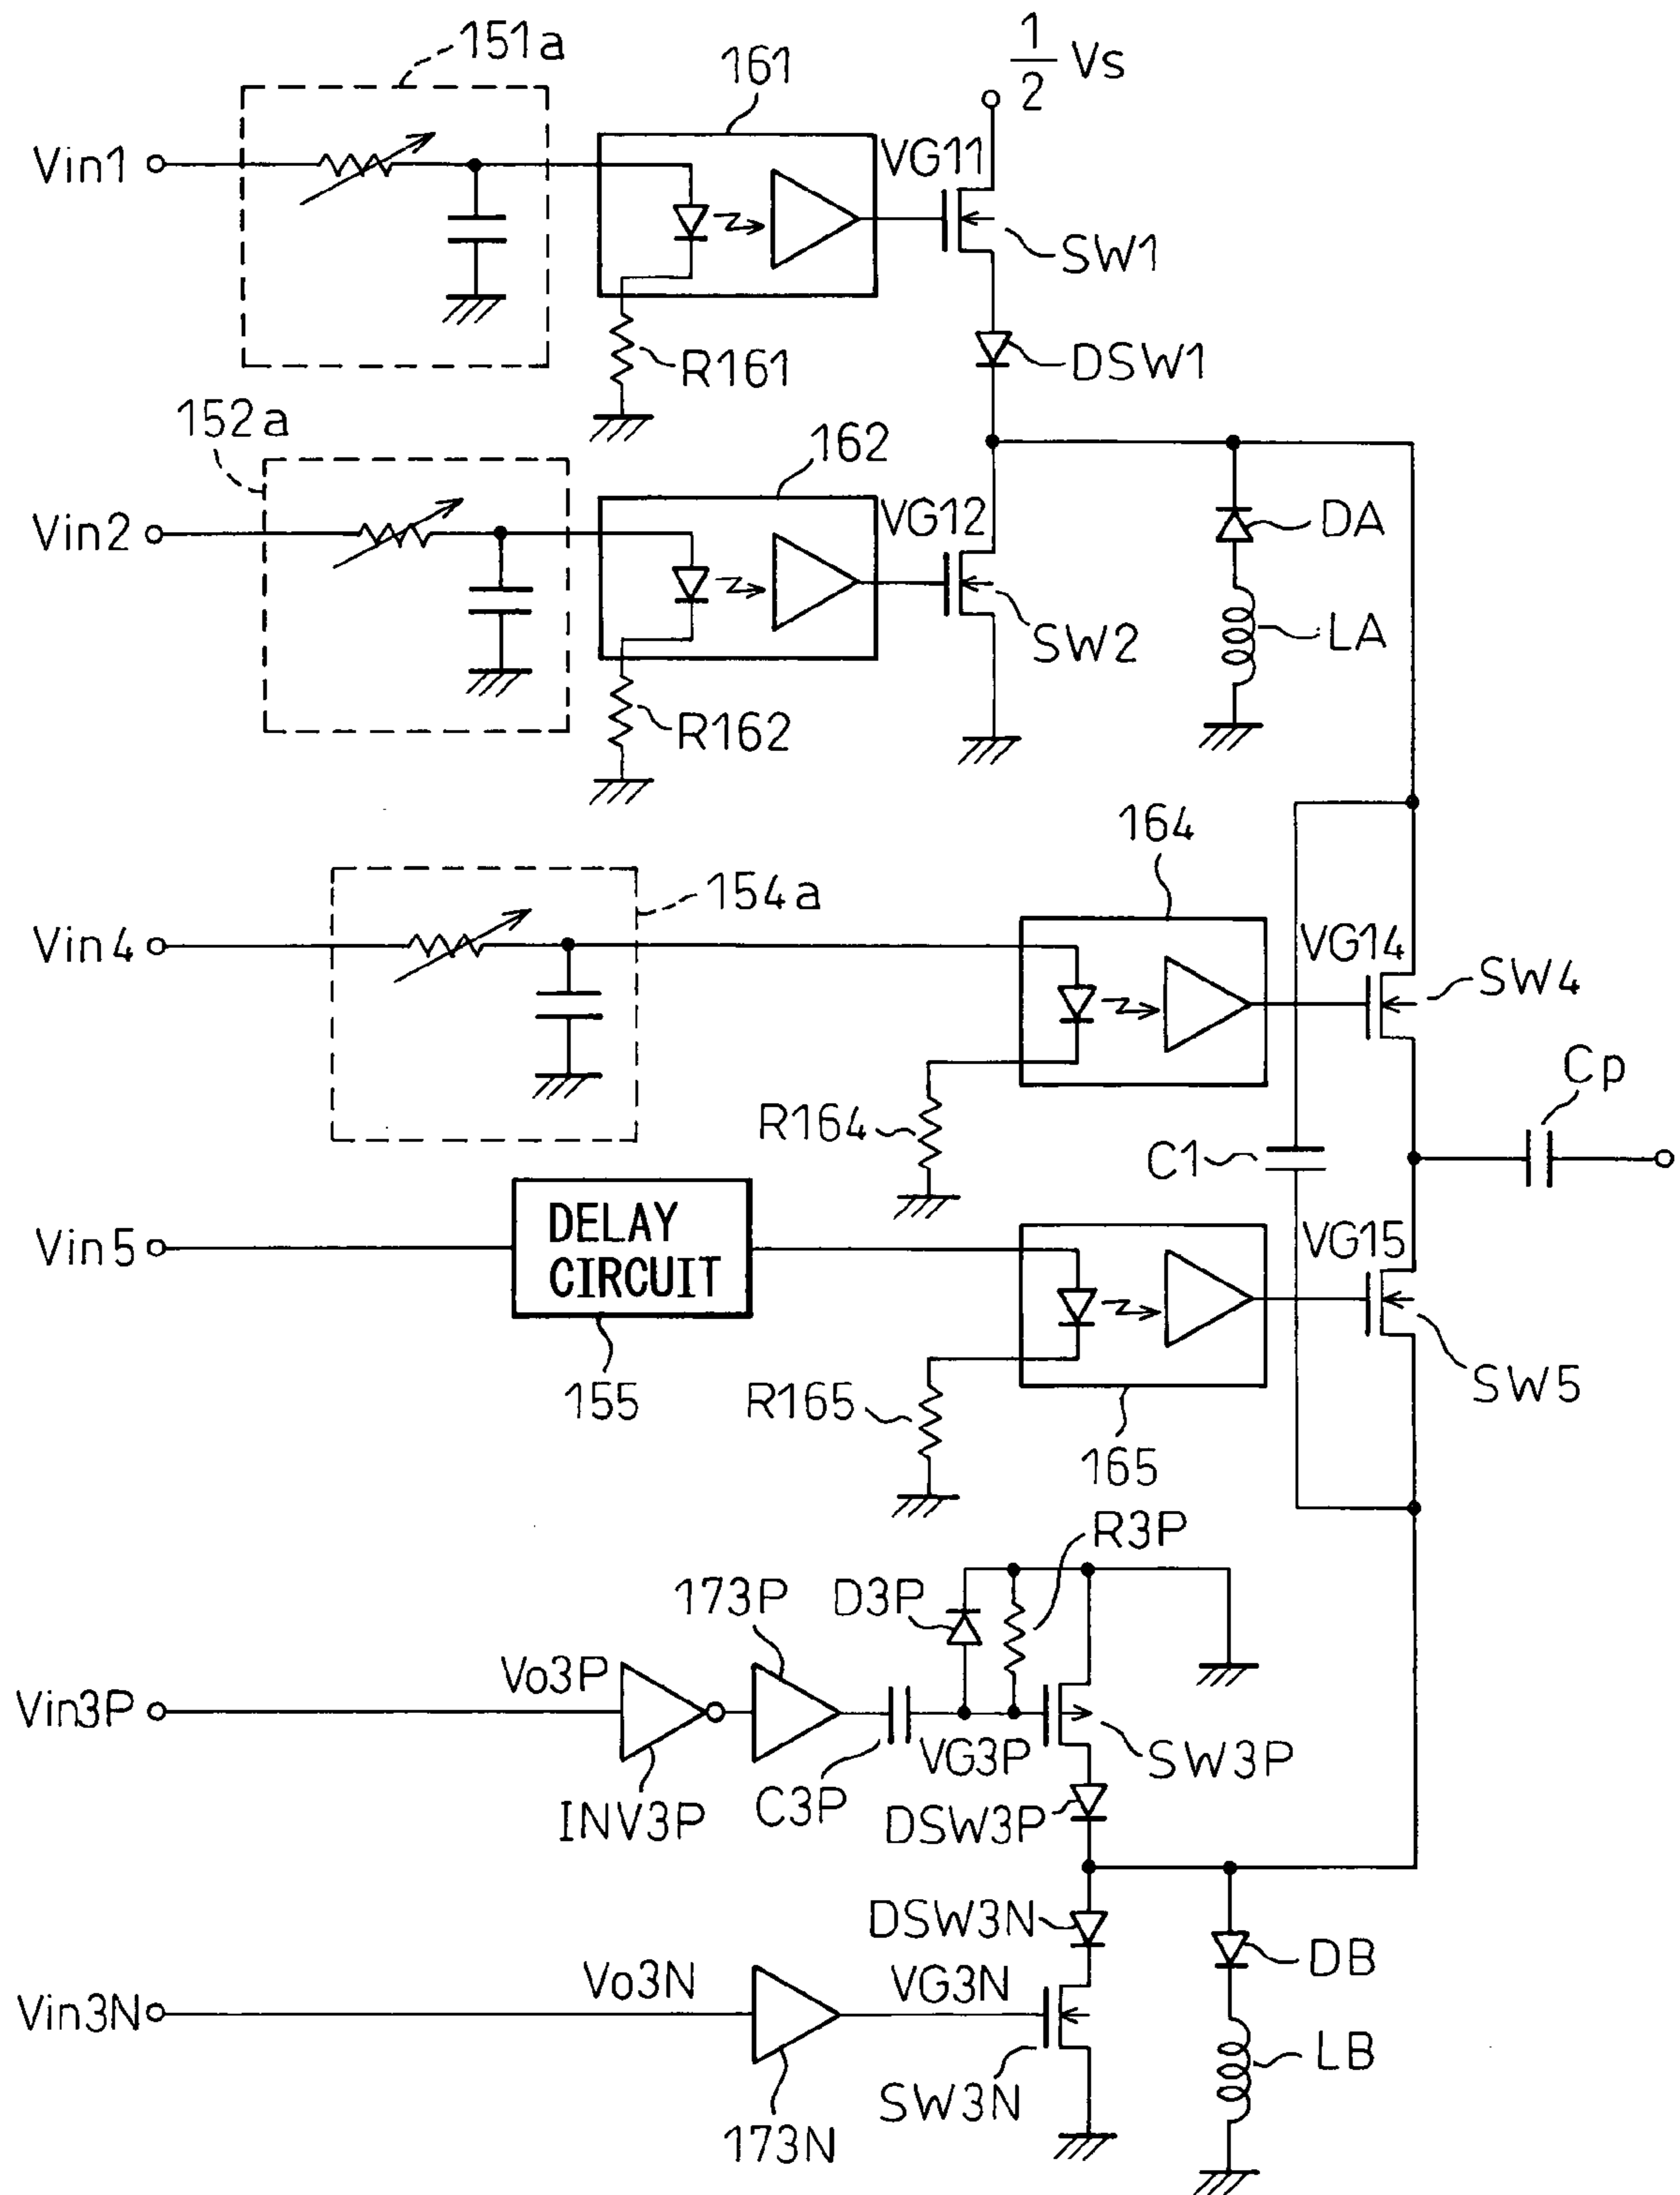 151a
161
1/2 Vs
Vin1
VG11
SW1
R161
DSW1
152a
162
Vin2
VG12
DA
SW2
LA
R162
164
154a
Vin4
VG14
SW4
Cp
R164
C1
Vin5
DELAY
CIRCUIT
VG15
155
R165
SW5
165
R3P
173P
D3P
Vo3P
Vin3P
VG3P
SW3P
INV3P
C3P
DSW3P
DSW3N
DB
Vo3N
VG3N
Vin3N
LB
SW3N
173N